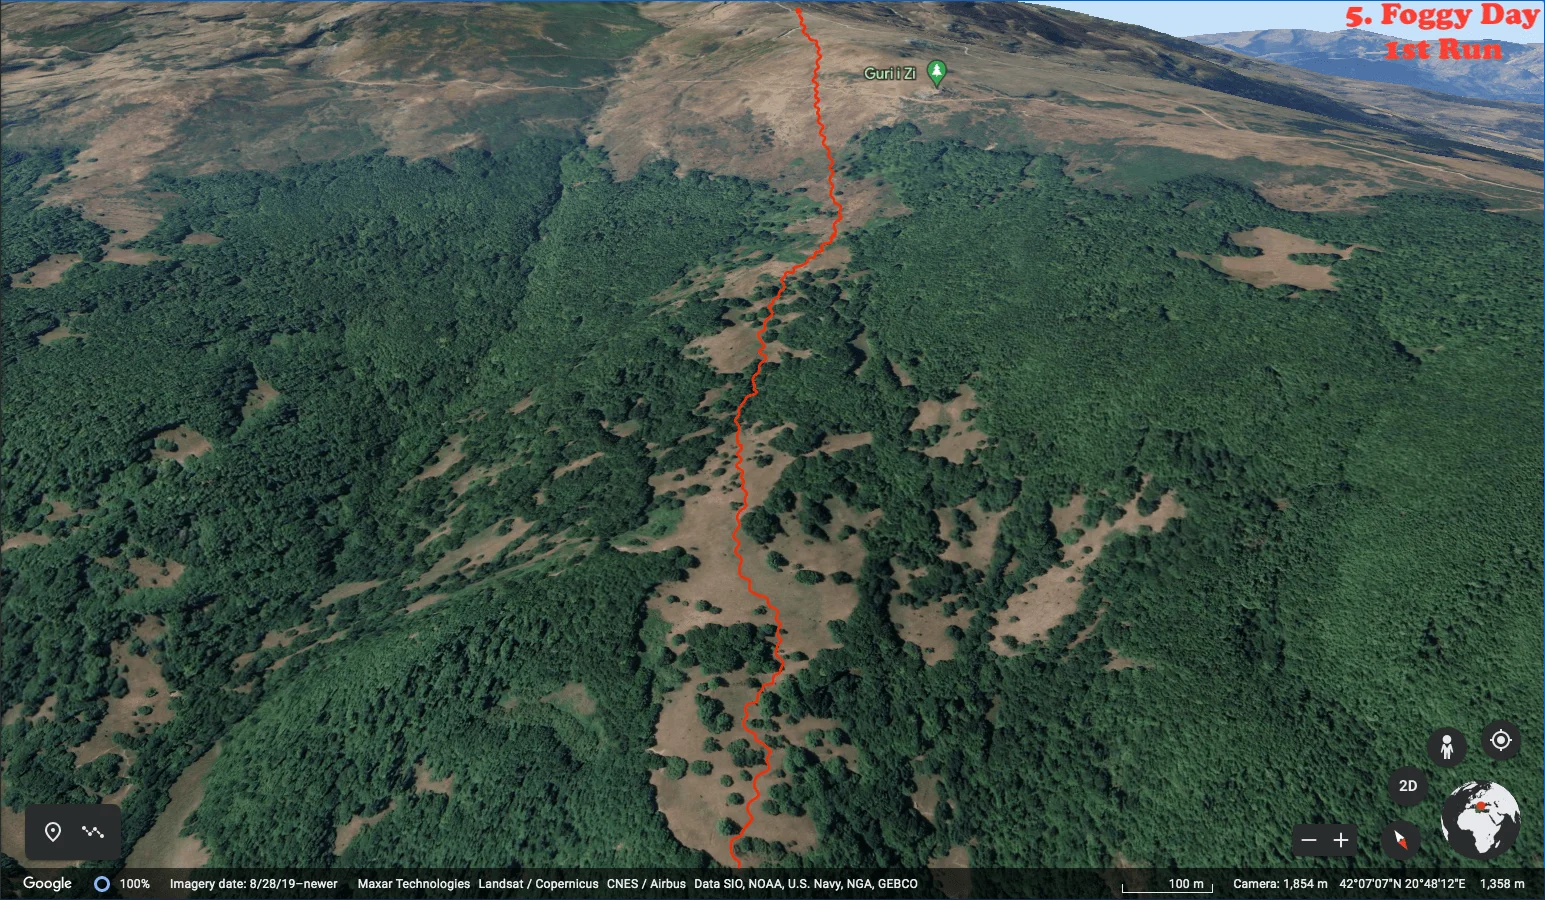 5. Foggy Day
1st Run
Guri i Zi
2D
Google 100% Imagery date: 8/28/19–newer Maxar Technologies Landsat / Copernicus CNES / Airbus Data SIO, NOAA, U.S. Navy, NGA, GEBCO 100 m Camera: 1,854 m 42°07'07"N 20°48'12"E 1,358 m